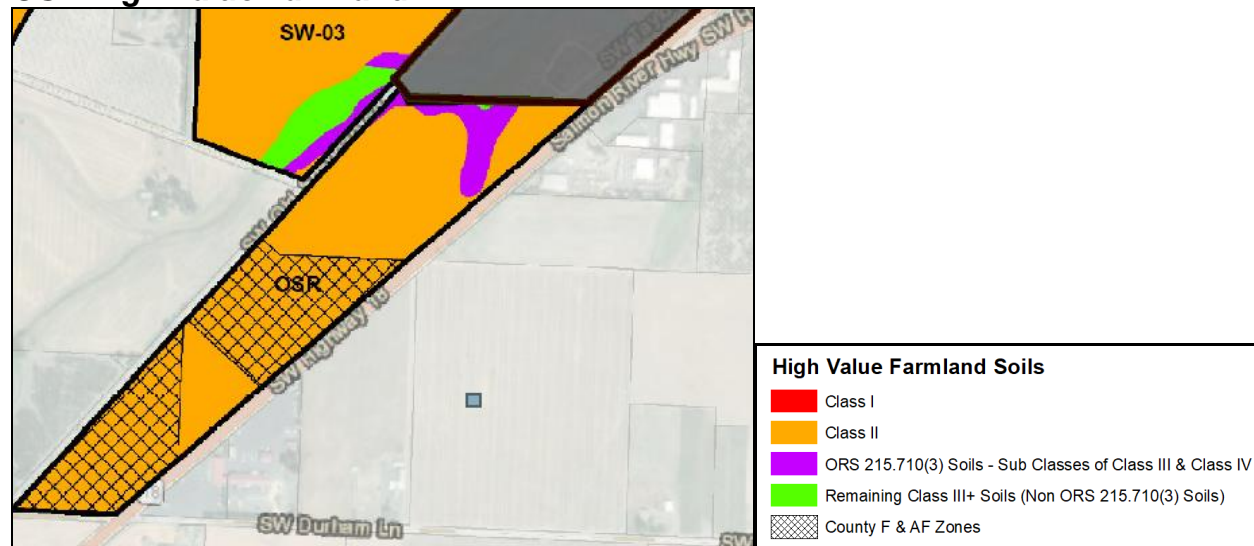 SW-03
Salmon River Hwy SW H
OSR
SW Highway 18
18
SW Durham Ln
SW
High Value Farmland Soils
Class I
Class II
ORS 215.710(3) Soils - Sub Classes of Class III & Class IV
Remaining Class III+ Soils (Non ORS 215.710(3) Soils)
County F & AF Zones